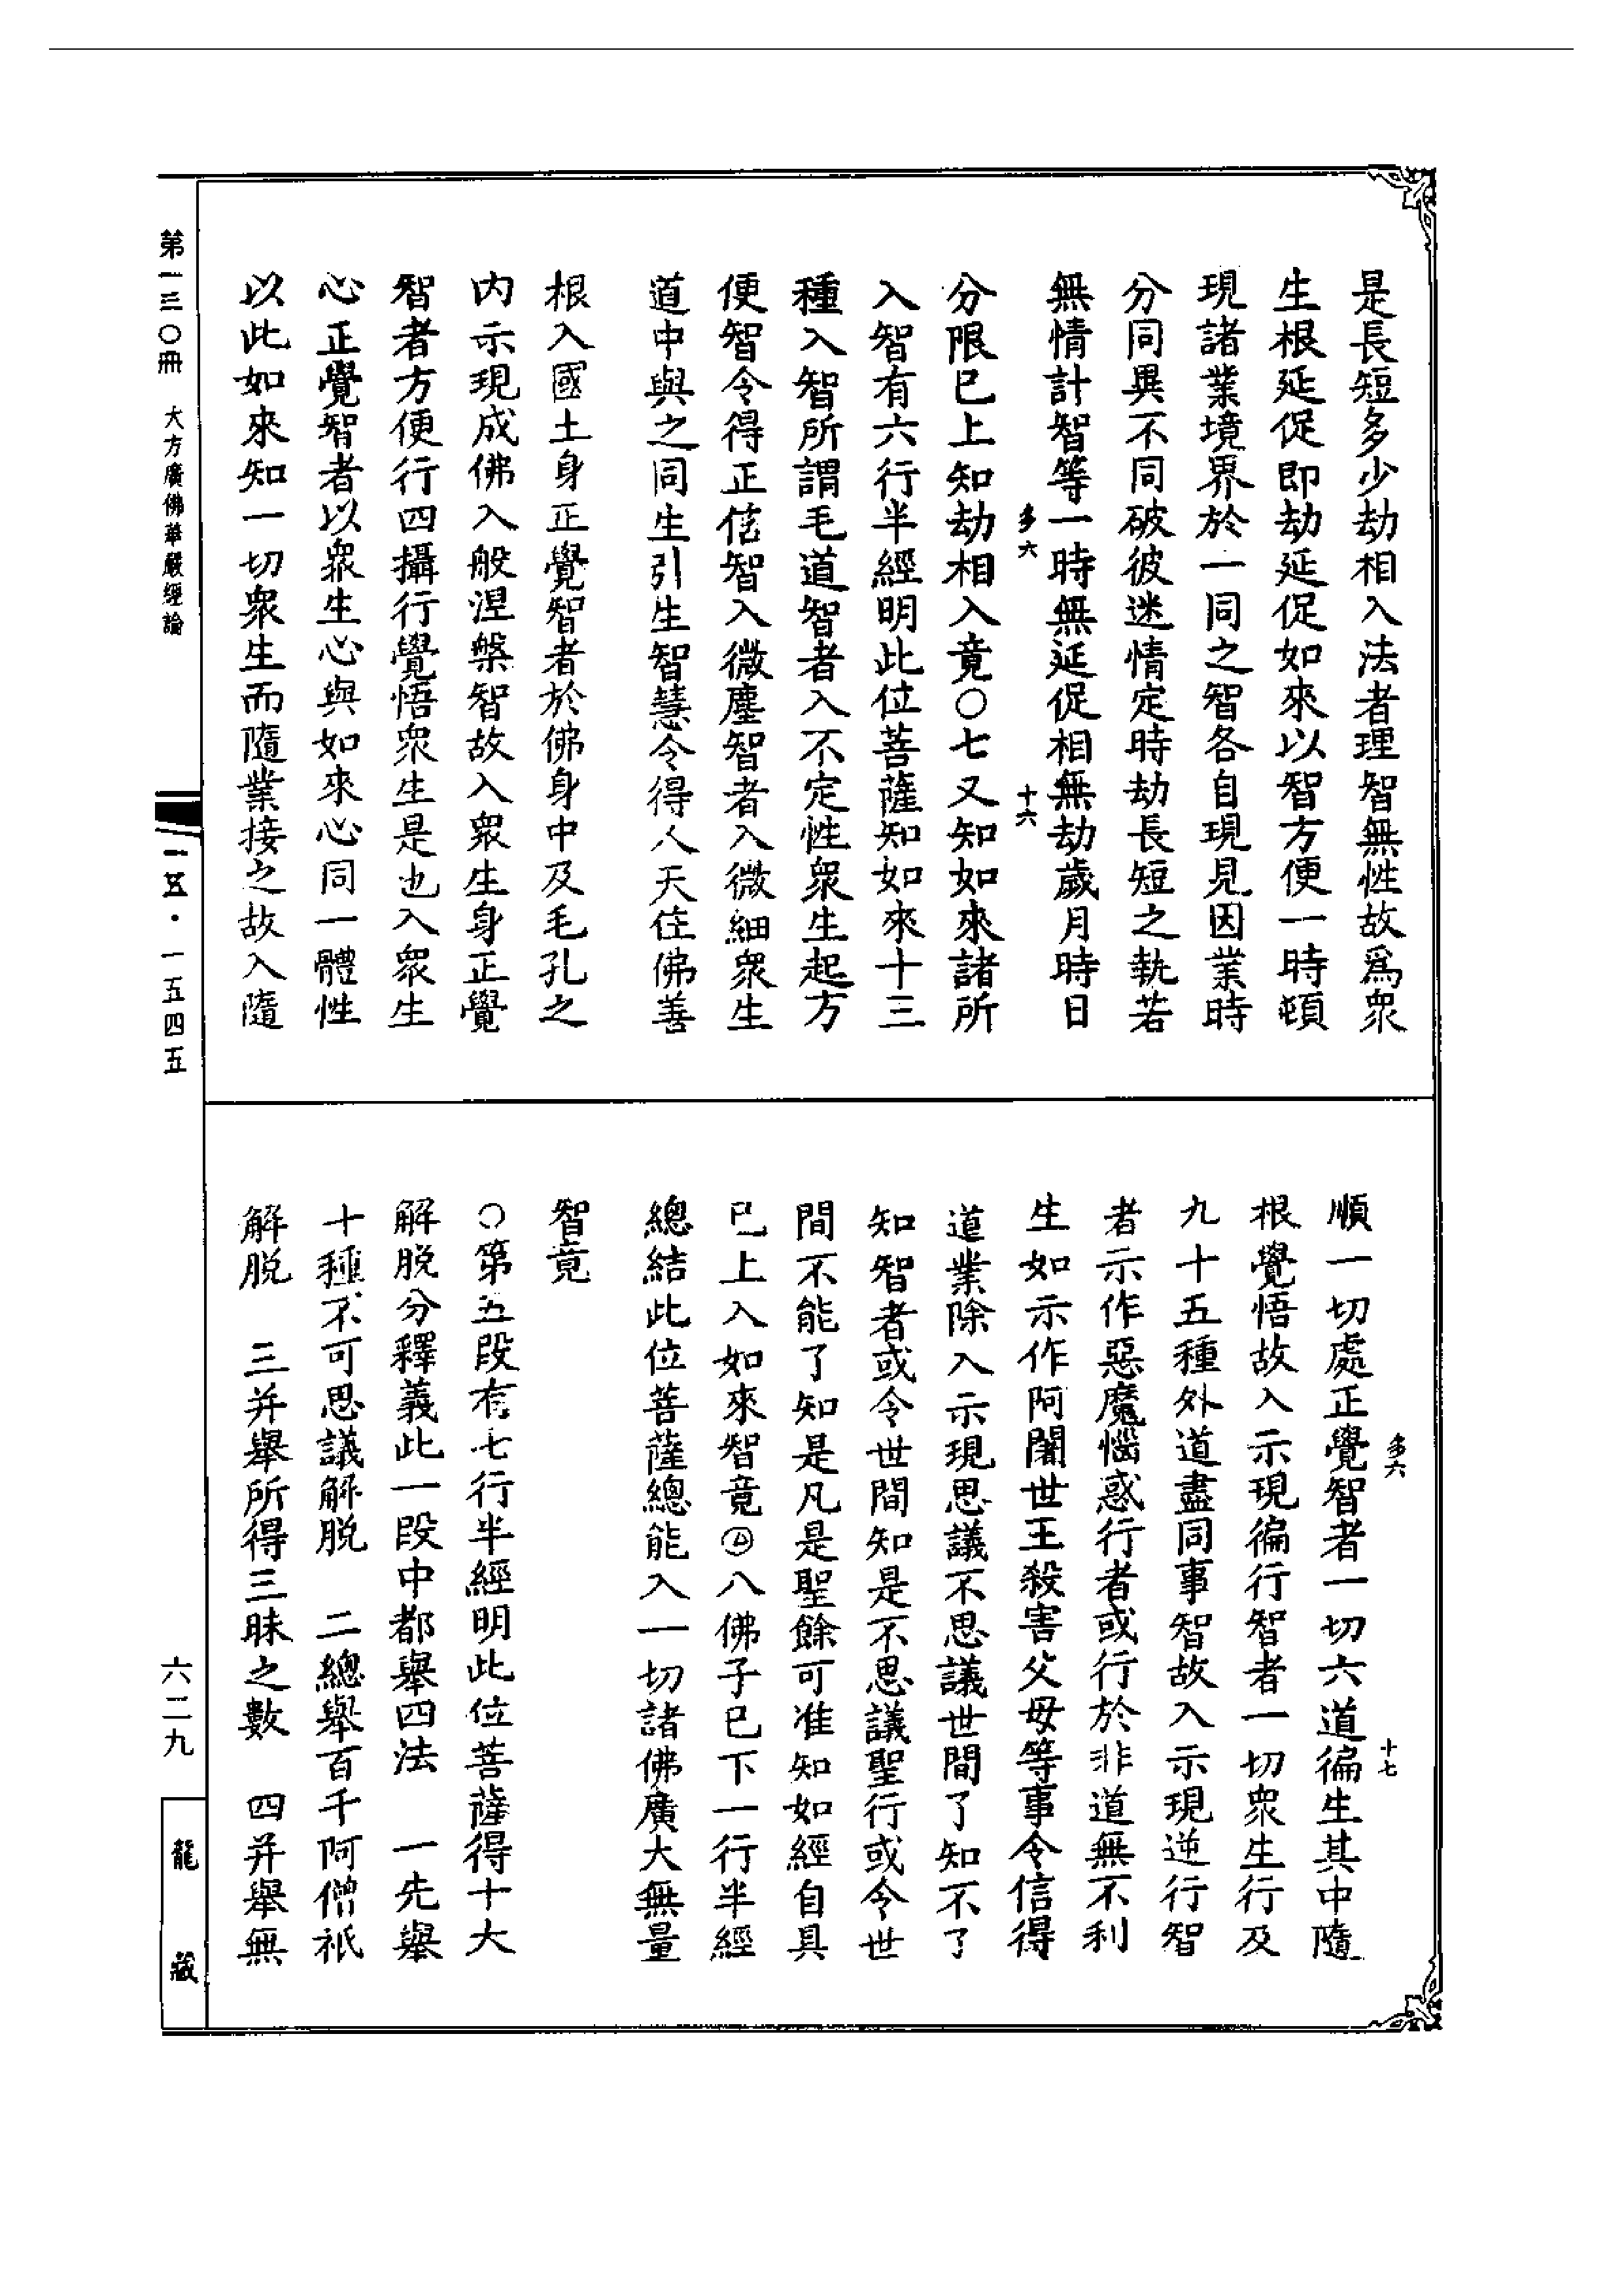 是長短多少劫相入法者理智無性故爲衆
生根延促即劫延促如來以智方便一時頓
現諸業境界於一同之智各自現見因業時
分同異不同破彼迷情定時劫長短之執若
無情計智等一時無延促相無劫歲月時日
多六
十六
分限已上知劫相入竟○七又知如來諸所
入智有六行半經明此位菩薩知如來十三
種入智所謂毛道智者入不定性衆生起方
便智令得正信智入微塵智者入微細衆生
道中與之同生引生智慧令得人天住佛善
根入國土身正覺智者於佛身中及毛孔之
内示現成佛入般涅槃智故入衆生身正覺
智者方便行四攝行覺悟衆生是也入衆生
心正覺智者以衆生心與如來心同一體性
以此如來知一切衆生而隨業接之故入隨
多六
十七
順一切處正覺智者一切六道徧生其中隨
根覺悟故入示現徧行智者一切衆生行及
九十五種外道盡同事智故入示現逆行智
者示作惡魔惱惑行者或行於非道無不利
生如示作阿闍世王殺害父母等事令信得
道業除入示現思議不思議世間了知不了
知智者或令世間知是不思議聖行或令世
間不能了知是凡是聖餘可准知如經自具
已上入如來智竟㊣八佛子已下一行半經
總結此位菩薩總能入一切諸佛廣大無量
智竟
○第五段有七行半經明此位菩薩得十大
解脱分釋義此一段中都舉四法　一先舉
十種不可思議解脱　二總舉百千阿僧祇
解脱　三并舉所得三昧之數　四并舉無
第一三〇冊　大方廣佛華嚴經論
一五五・一五四五
六二九
龍藏